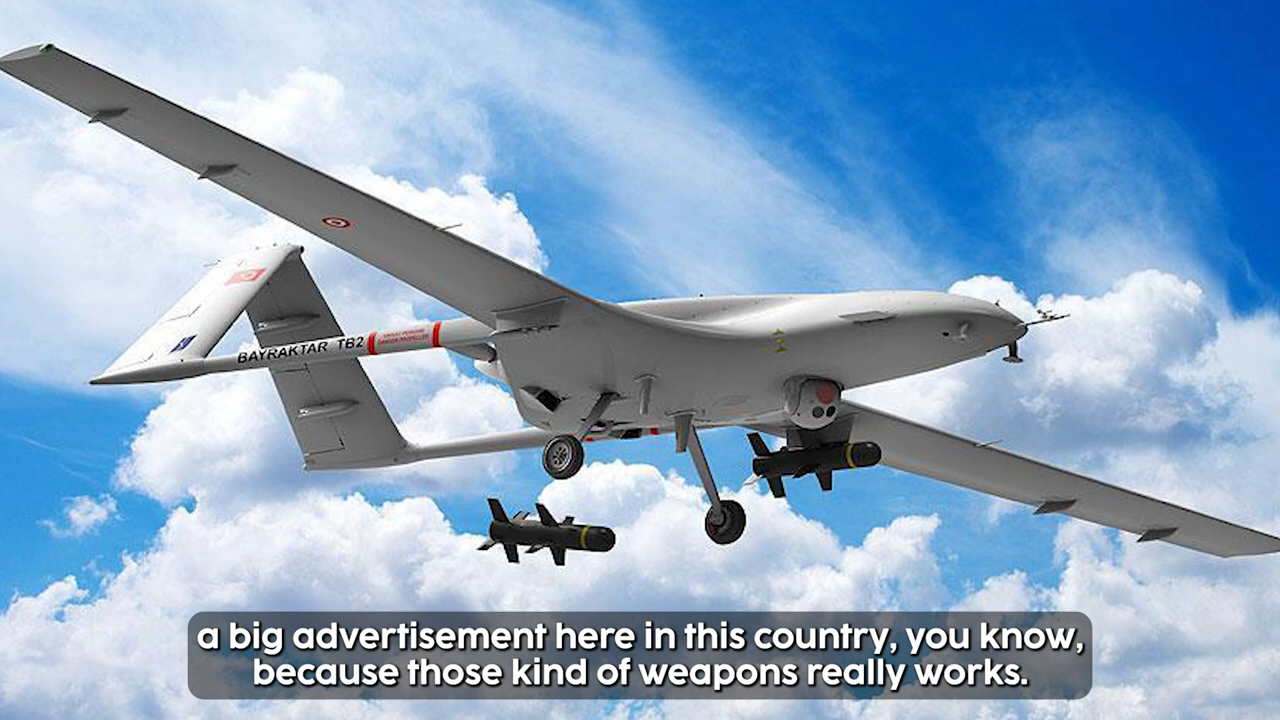 BAYRAKTAR TB2
a big advertisement here in this country, you know,
because those kind of weapons really works.